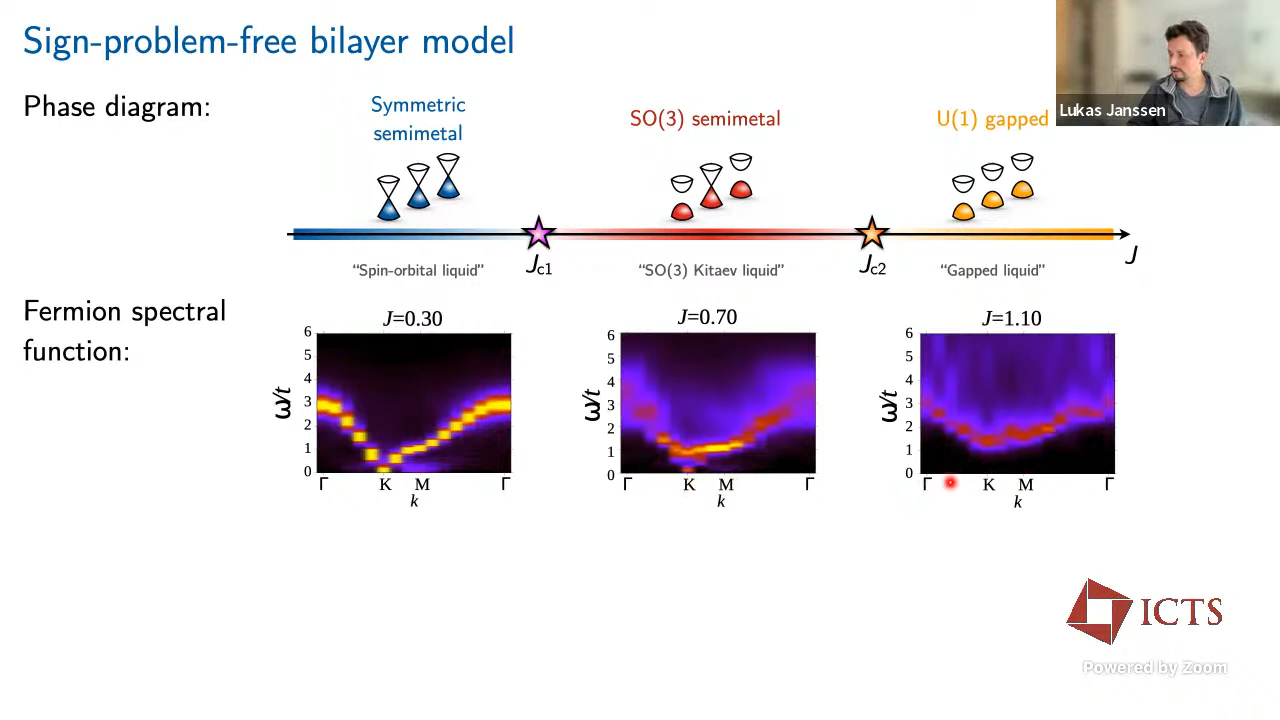 Sign-problem-free bilayer model
Lukas Janssen
Phase diagram:
Symmetric
semimetal
SO(3) semimetal
U(1) gapped
"Spin-orbital liquid"
Jc1
"SO(3) Kitaev liquid"
Jc2
"Gapped liquid"
J
Fermion spectral
function:
J=0.30
6
5
4
3
2
1
0
ω/t
Γ K M Γ
k
J=0.70
6
5
4
3
2
1
0
ω/t
Γ K M Γ
k
J=1.10
6
5
4
3
2
1
0
ω/t
Γ K M Γ
k
ICTS
Powered by Zoom